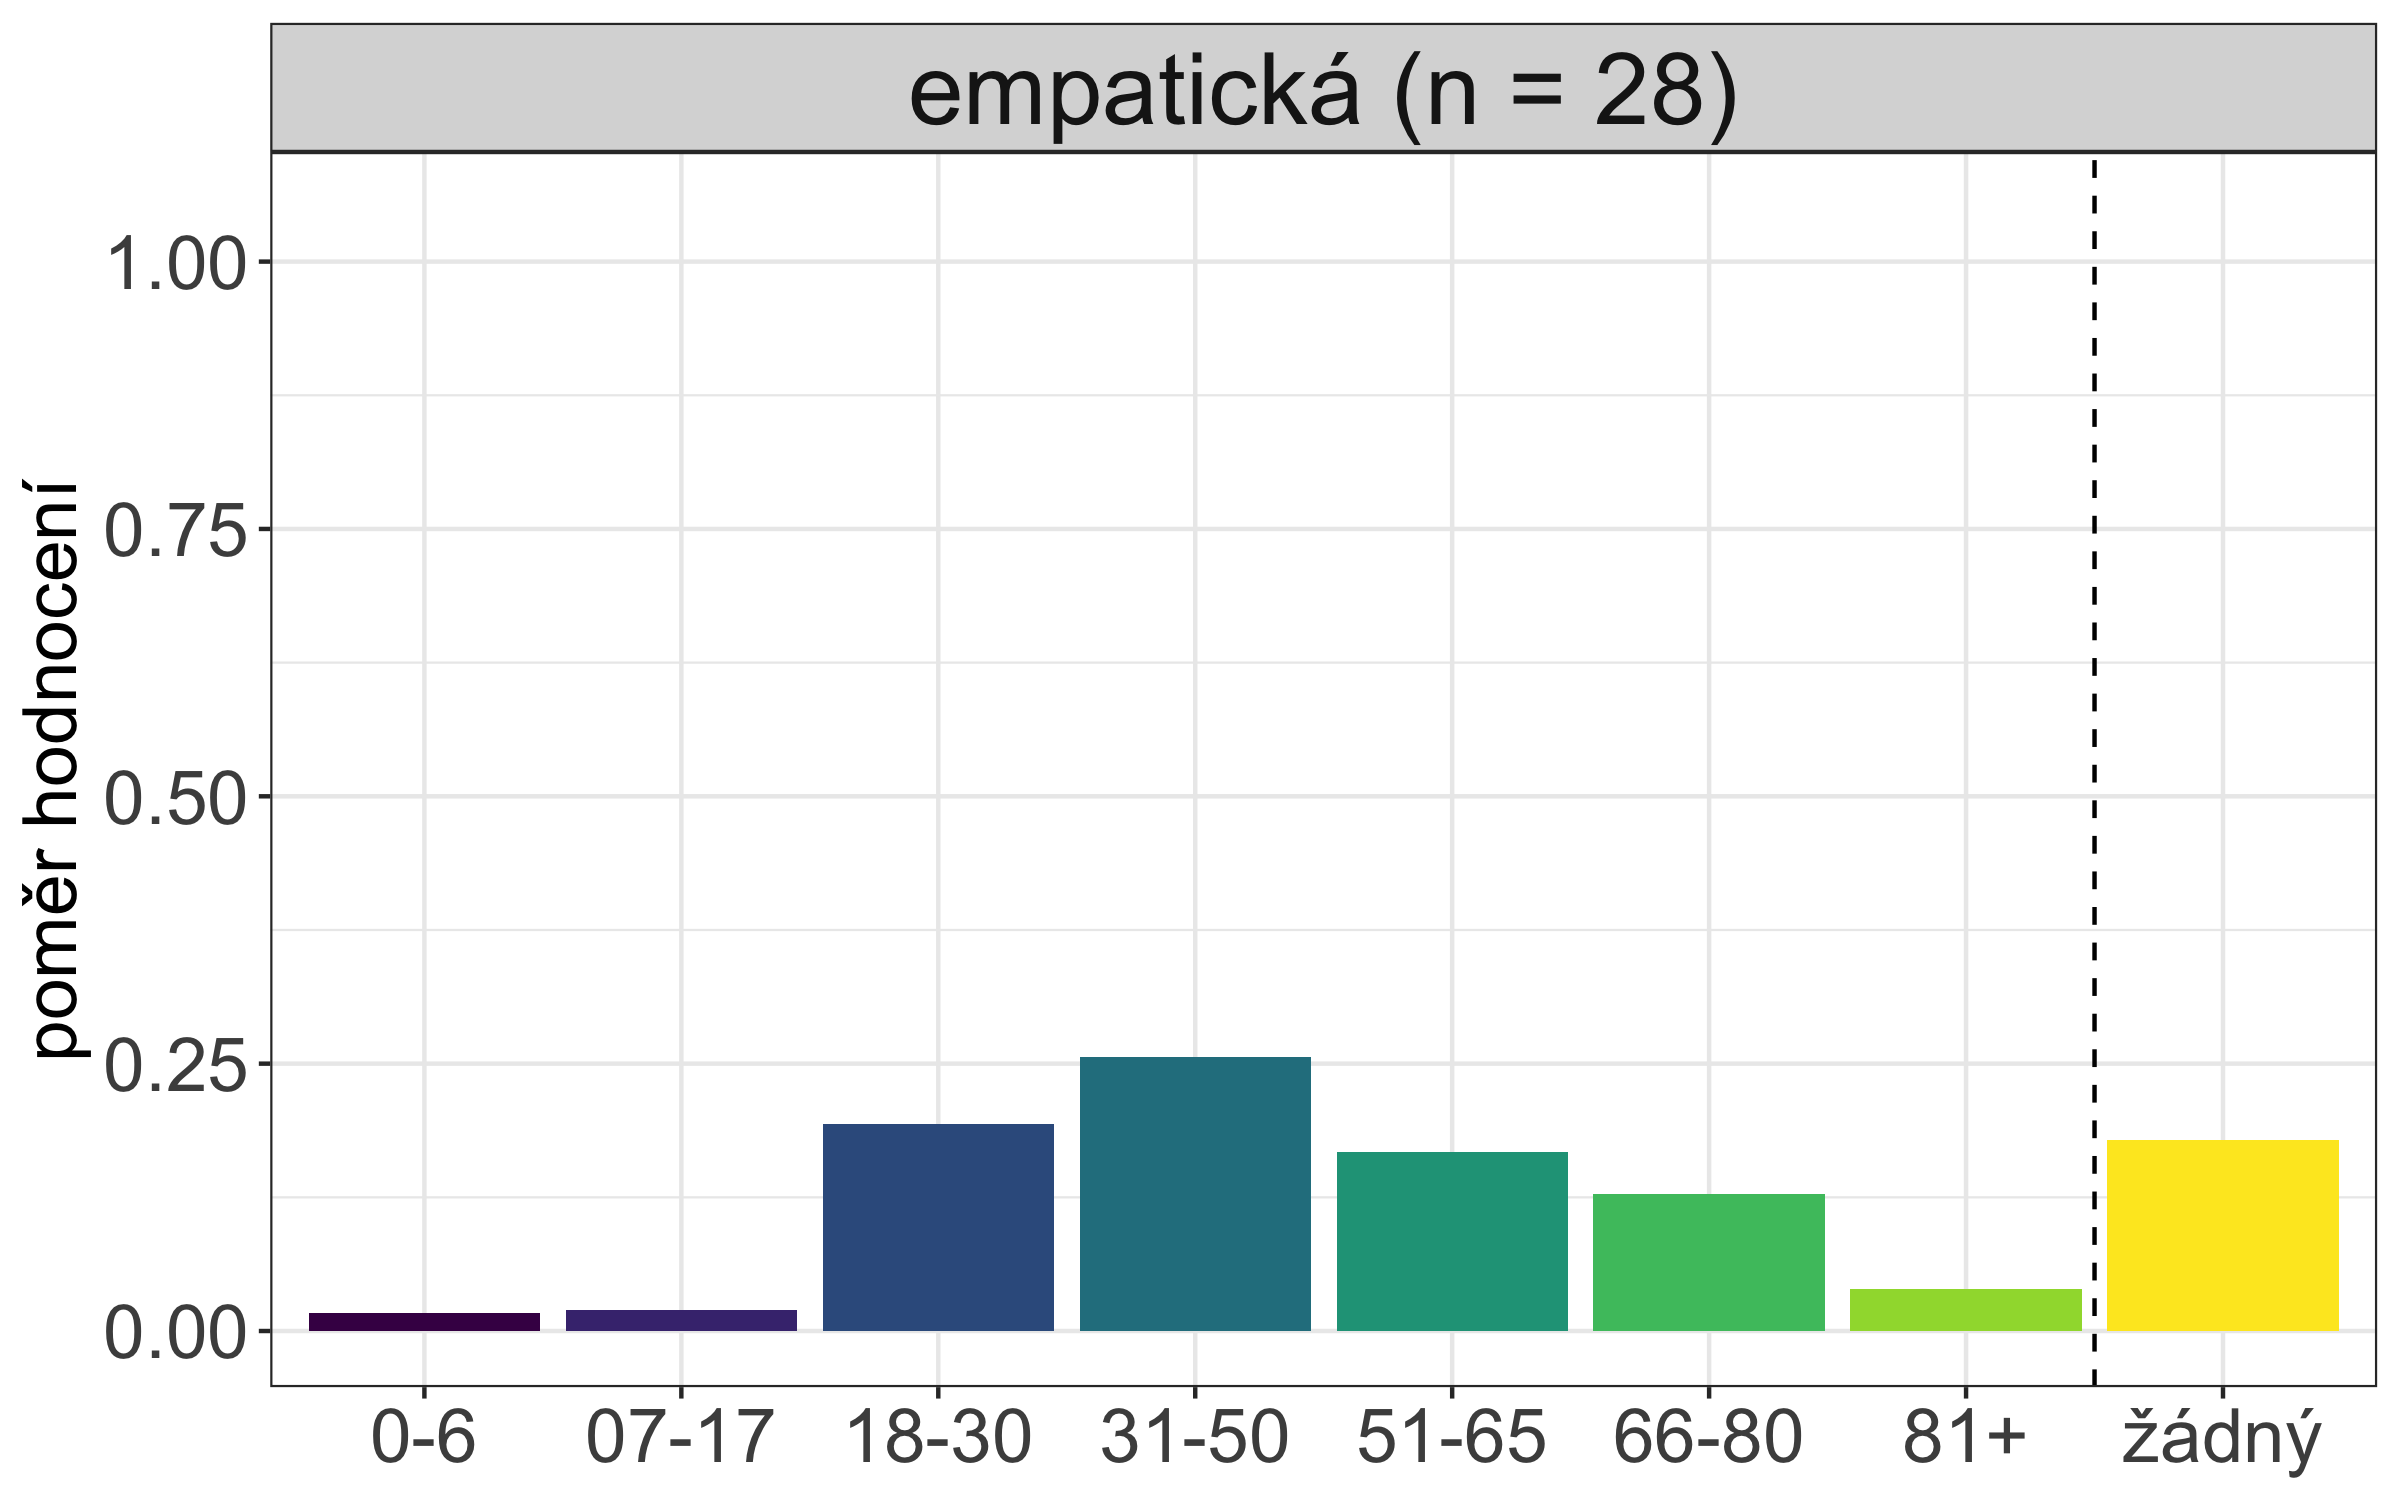 empatická (n = 28)
poměr hodnocení
1.00
0.75
0.50
0.25
0.00
0-6 07-17 18-30 31-50 51-65 66-80 81+ žádný